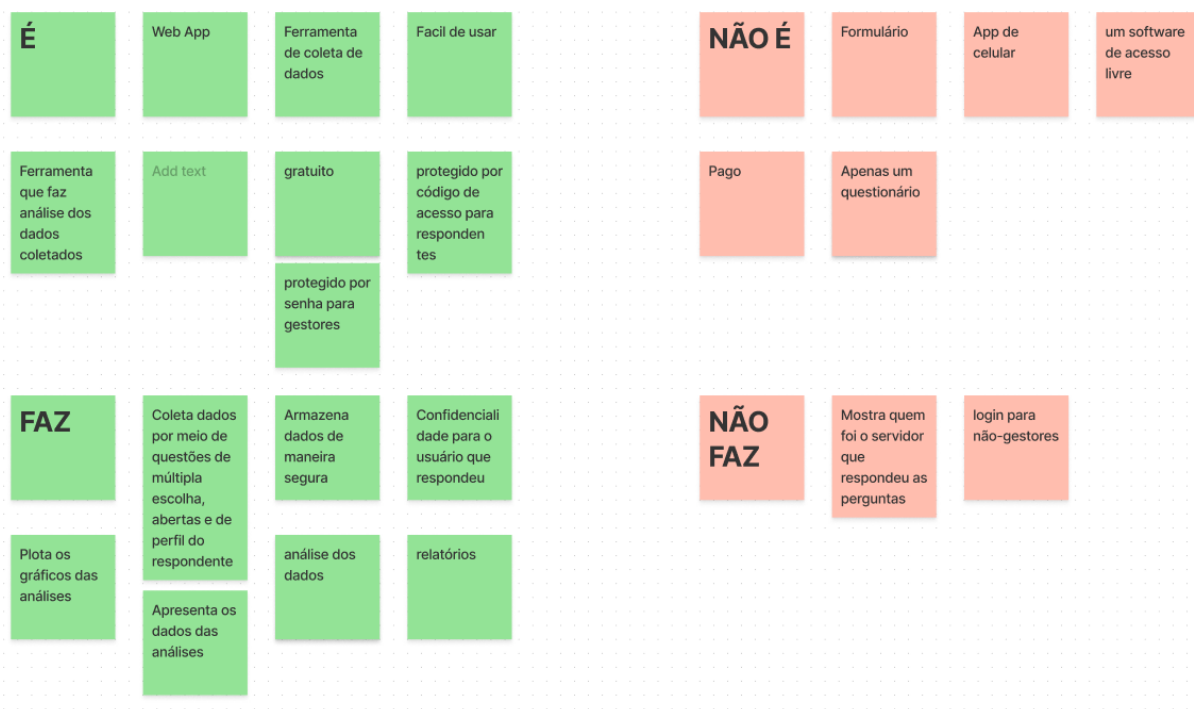 É
Web App
Ferramenta
de coleta de
dados
Facil de usar
Ferramenta
que faz
análise dos
dados
coletados
Add text
gratuito
protegido por
código de
acesso para
responden
tes
protegido por
senha para
gestores
NÃO É
Formulário
App de
celular
um software
de acesso
livre
Pago
Apenas um
questionário
FAZ
Coleta dados
por meio de
questões de
múltipla
escolha,
abertas e de
perfil do
respondente
Armazena
dados de
maneira
segura
Confidenciali
dade para o
usuário que
respondeu
Plota os
gráficos das
análises
Apresenta os
dados das
análises
análise dos
dados
relatórios
NÃO
FAZ
Mostra quem
foi o servidor
que
respondeu as
perguntas
login para
não-gestores